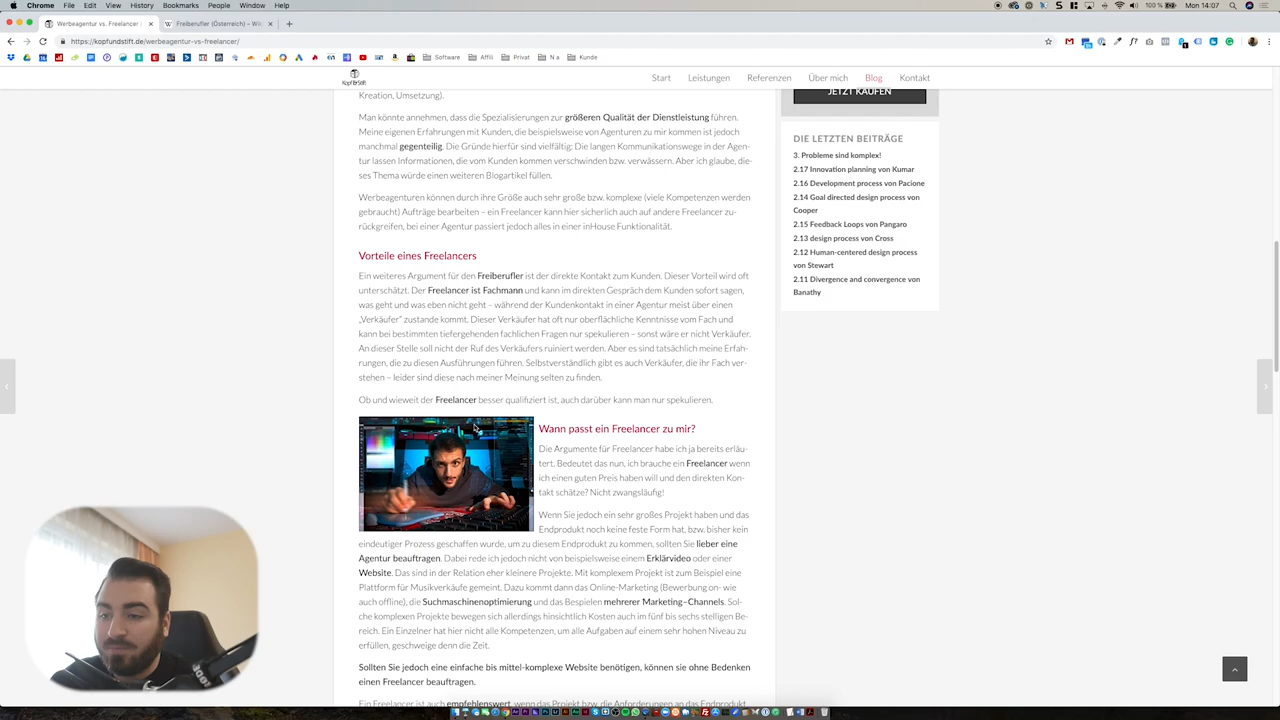 Chrome File Edit View History Bookmarks People Window Help
100 % Mon 14:07
Werbeagentur vs. Freelancer |
Freiberufler (Österreich) – Wik
https://kopfundstift.de/werbeagentur-vs-freelancer/
Software Affili Privat N a Kunde
Kopf&Stift
Start Leistungen Referenzen Über mich Blog Kontakt
Kreation, Umsetzung).
Man könnte annehmen, dass die Spezialisierungen zur größeren Qualität der Dienstleistung führen.
Meine eigenen Erfahrungen mit Kunden, die beispielsweise von Agenturen zu mir kommen ist jedoch
manchmal gegenteilig. Die Gründe hierfür sind vielfältig: Die langen Kommunikationswege in der Agen-
tur lassen Informationen, die vom Kunden kommen verschwinden bzw. verwässern. Aber ich glaube, die-
ses Thema würde einen weiteren Blogartikel füllen.
Werbeagenturen können durch ihre Größe auch sehr große bzw. komplexe (viele Kompetenzen werden
gebraucht) Aufträge bearbeiten – ein Freelancer kann hier sicherlich auch auf andere Freelancer zu-
rückgreifen, bei einer Agentur passiert jedoch alles in einer inHouse Funktionalität.
Vorteile eines Freelancers
Ein weiteres Argument für den Freiberufler ist der direkte Kontakt zum Kunden. Dieser Vorteil wird oft
unterschätzt. Der Freelancer ist Fachmann und kann im direkten Gespräch dem Kunden sofort sagen,
was geht und was eben nicht geht – während der Kundenkontakt in einer Agentur meist über einen
„Verkäufer" zustande kommt. Dieser Verkäufer hat oft nur oberflächliche Kenntnisse vom Fach und
kann bei bestimmten tiefergehenden fachlichen Fragen nur spekulieren – sonst wäre er nicht Verkäufer.
An dieser Stelle soll nicht der Ruf des Verkäufers ruiniert werden. Aber es sind tatsächlich meine Erfah-
rungen, die zu diesen Ausführungen führen. Selbstverständlich gibt es auch Verkäufer, die ihr Fach ver-
stehen – leider sind diese nach meiner Meinung selten zu finden.
Ob und wieweit der Freelancer besser qualifiziert ist, auch darüber kann man nur spekulieren.
Wann passt ein Freelancer zu mir?
Die Argumente für Freelancer habe ich ja bereits erläu-
tert. Bedeutet das nun, ich brauche ein Freelancer wenn
ich einen guten Preis haben will und den direkten Kon-
takt schätze? Nicht zwangsläufig!
Wenn Sie jedoch ein sehr großes Projekt haben und das
Endprodukt noch keine feste Form hat, bzw. bisher kein
eindeutiger Prozess geschaffen wurde, um zu diesem Endprodukt zu kommen, sollten Sie lieber eine
Agentur beauftragen. Dabei rede ich jedoch nicht von beispielsweise einem Erklärvideo oder einer
Website. Das sind in der Relation eher kleinere Projekte. Mit komplexem Projekt ist zum Beispiel eine
Plattform für Musikverkäufe gemeint. Dazu kommt dann das Online-Marketing (Bewerbung on- wie
auch offline), die Suchmaschinenoptimierung und das Bespielen mehrerer Marketing-Channels. Sol-
che komplexen Projekte bewegen sich allerdings hinsichtlich Kosten auch im fünf bis sechs stelligen Be-
reich. Ein Einzelner hat hier nicht alle Kompetenzen, um alle Aufgaben auf einem sehr hohen Niveau zu
erfüllen, geschweige denn die Zeit.
Sollten Sie jedoch eine einfache bis mittel-komplexe Website benötigen, können sie ohne Bedenken
einen Freelancer beauftragen.
Ein Freelancer ist auch empfehlenswert, wenn das Projekt bzw. die Anforderungen an das Endprodukt
JETZT KAUFEN
DIE LETZTEN BEITRÄGE
3. Probleme sind komplex!
2.17 Innovation planning von Kumar
2.16 Development process von Pacione
2.14 Goal directed design process von
Cooper
2.15 Feedback Loops von Pangaro
2.13 design process von Cross
2.12 Human-centered design process
von Stewart
2.11 Divergence and convergence von
Banathy